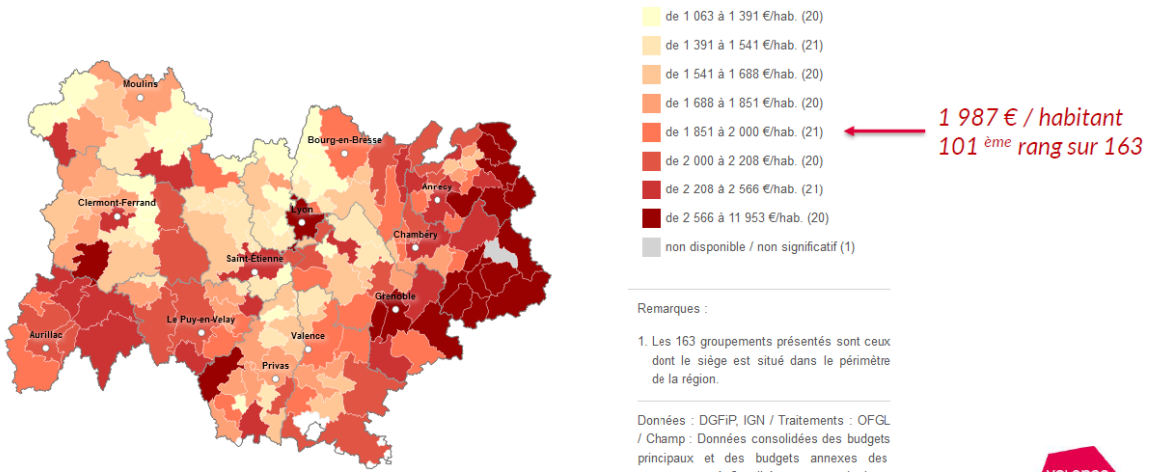 Moulins
Bourg-en-Bresse
Annecy
Clermont-Ferrand
Lyon
Chambéry
Saint-Étienne
Grenoble
Le Puy-en-Velay
Aurillac
Valence
Privas
de 1 063 à 1 391 €/hab. (20)
de 1 391 à 1 541 €/hab. (21)
de 1 541 à 1 688 €/hab. (20)
de 1 688 à 1 851 €/hab. (20)
de 1 851 à 2 000 €/hab. (21)
de 2 000 à 2 208 €/hab. (20)
de 2 208 à 2 566 €/hab. (21)
de 2 566 à 11 953 €/hab. (20)
non disponible / non significatif (1)
1 987 € / habitant
101 ème rang sur 163
Remarques :
1. Les 163 groupements présentés sont ceux
dont le siège est situé dans le périmètre
de la région.
Données : DGFiP, IGN / Traitements : OFGL
/ Champ : Données consolidées des budgets
principaux et des budgets annexes des